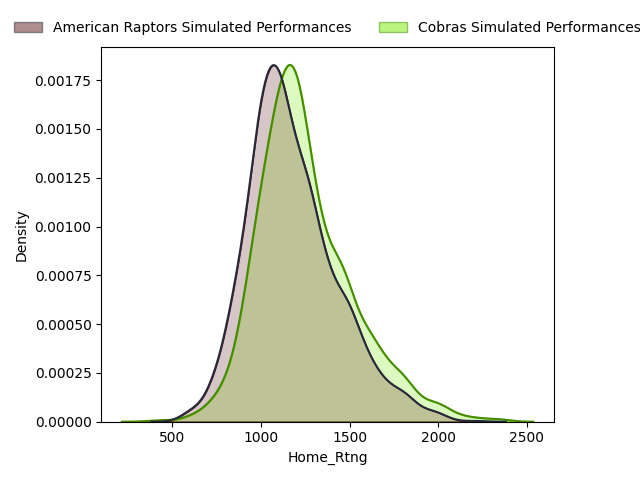 American Raptors Simulated Performances
Cobras Simulated Performances
0.00175
0.00150
0.00125
0.00100
0.00075
0.00050
0.00025
0.00000
Density
500 1000 1500 2000 2500
Home_Rtng